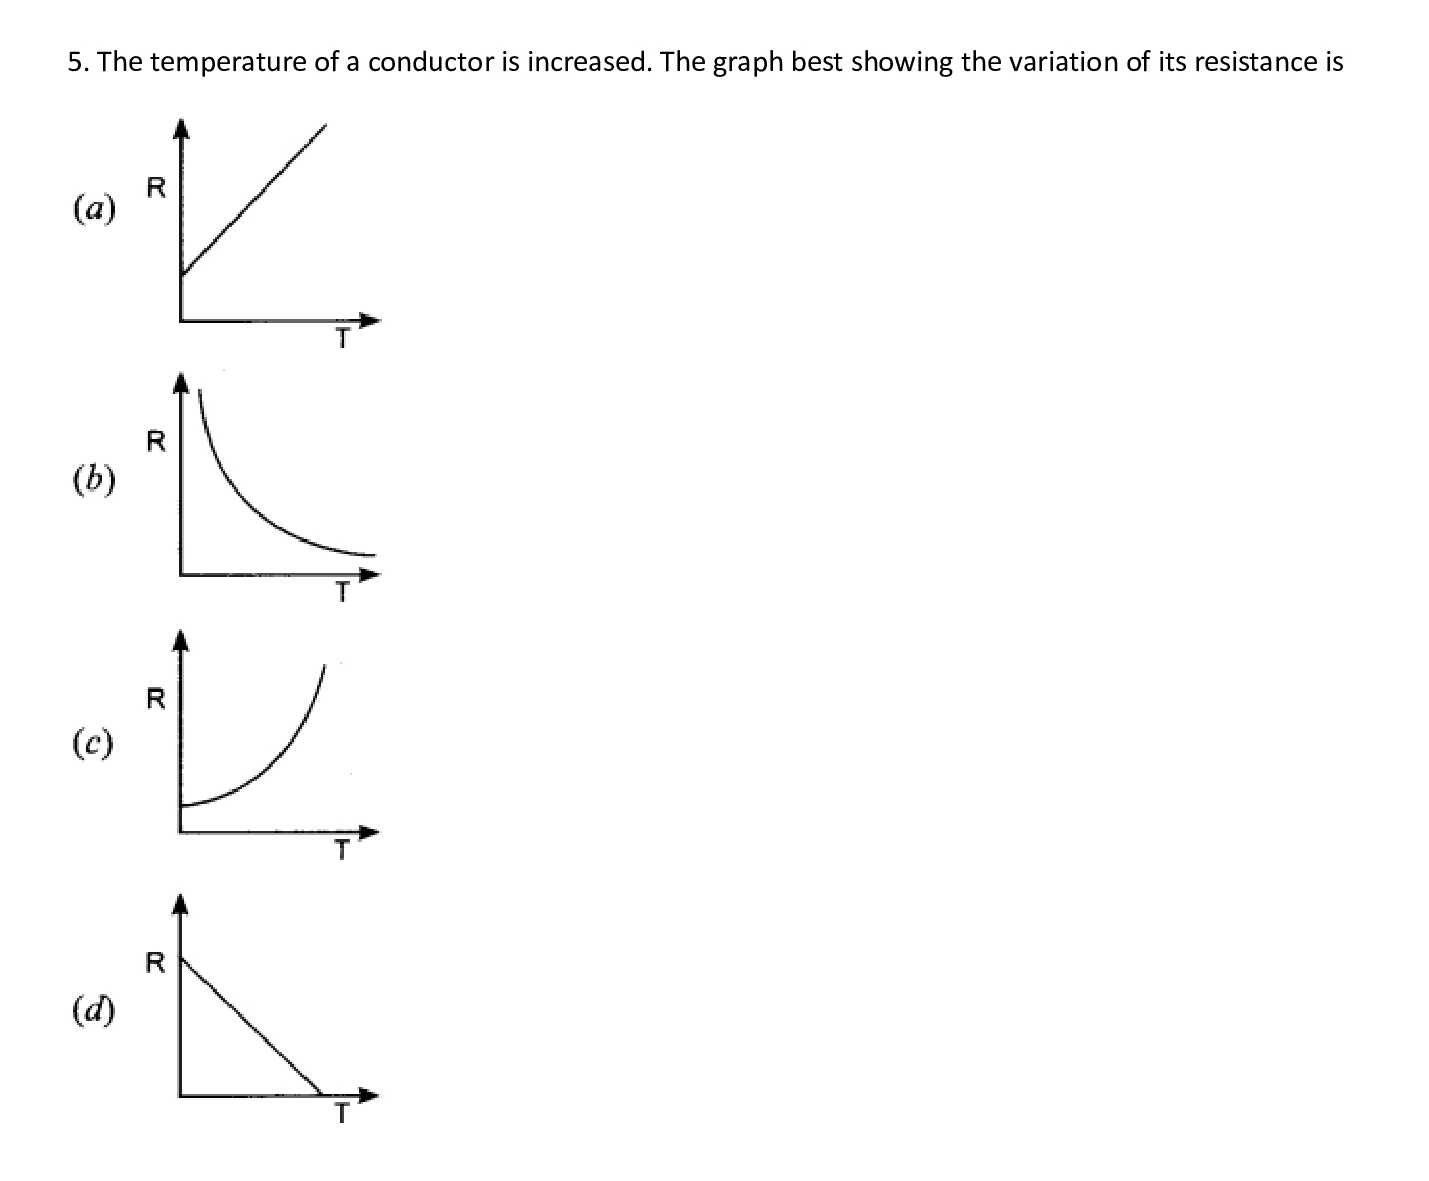 5. The temperature of a conductor is increased. The graph best showing the variation of its resistance is
R
(a)
T
R
(b)
T
R
(c)
T
R
(d)
T